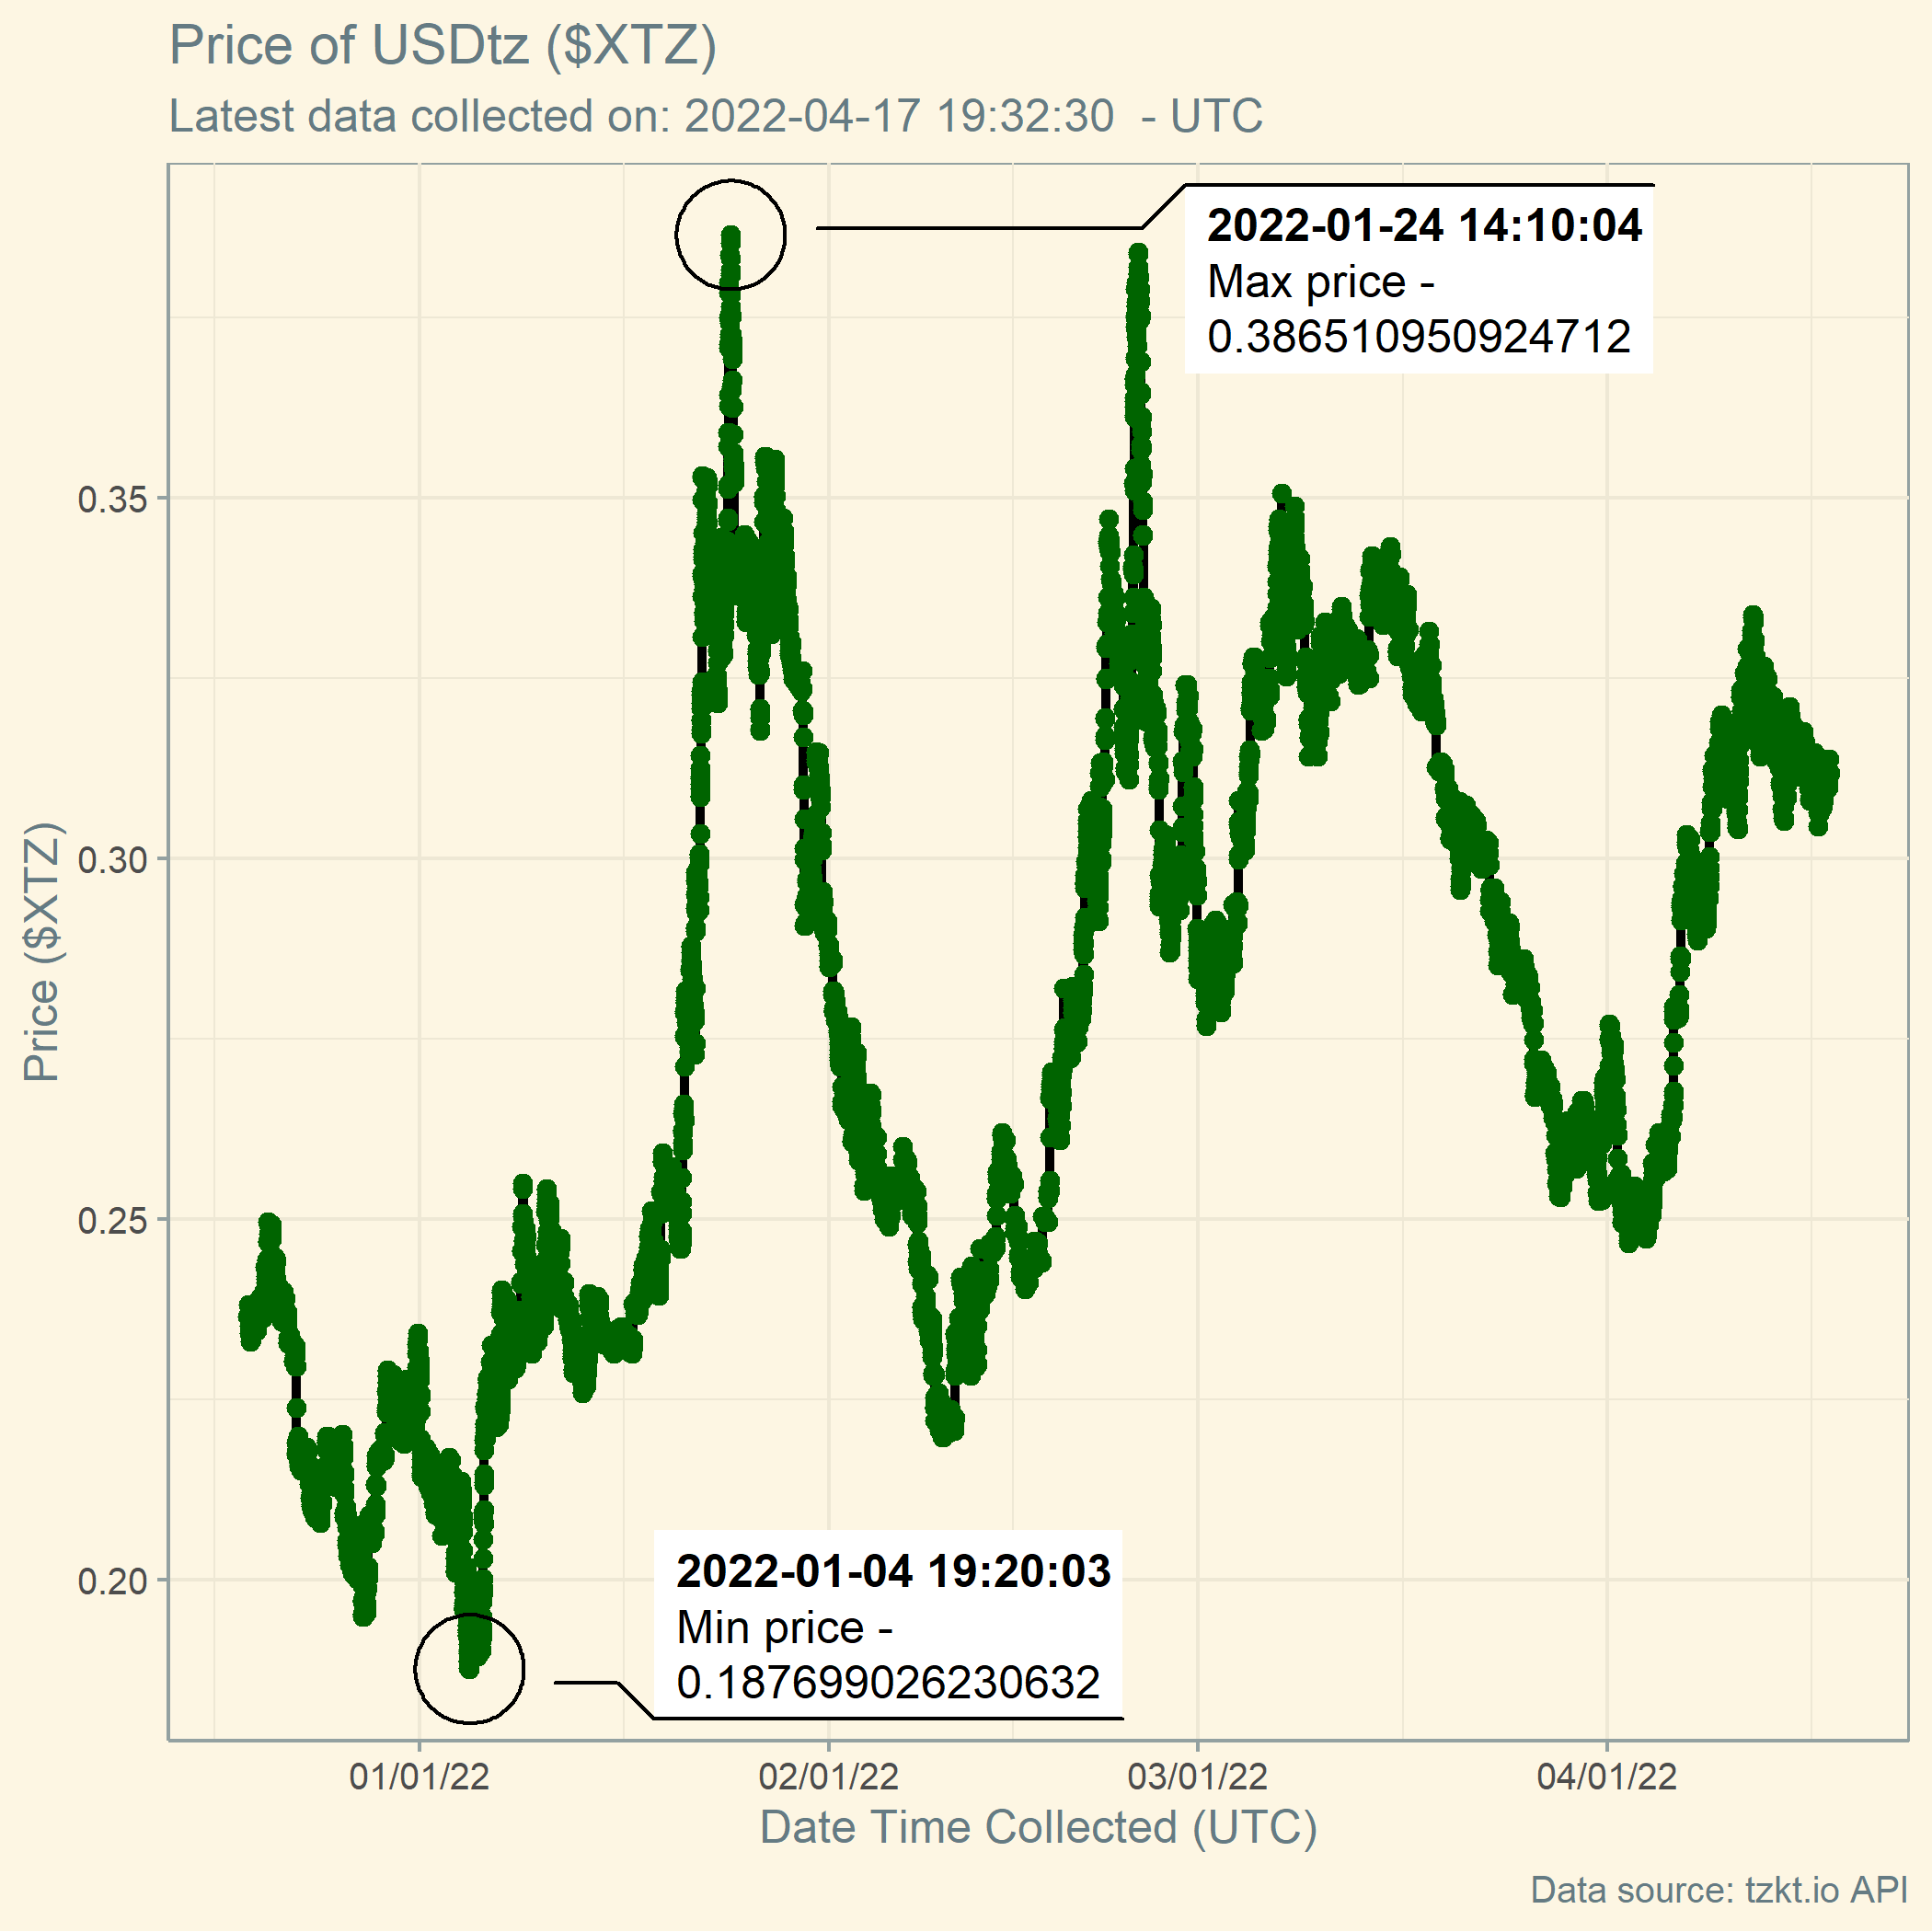 Price of USDtz ($XTZ)
Latest data collected on: 2022-04-17 19:32:30  - UTC
2022-01-24 14:10:04
Max price -
0.386510950924712
0.35
0.30
0.25
0.20
Price ($XTZ)
2022-01-04 19:20:03
Min price -
0.187699026230632
01/01/22
02/01/22
03/01/22
04/01/22
Date Time Collected (UTC)
Data source: tzkt.io API